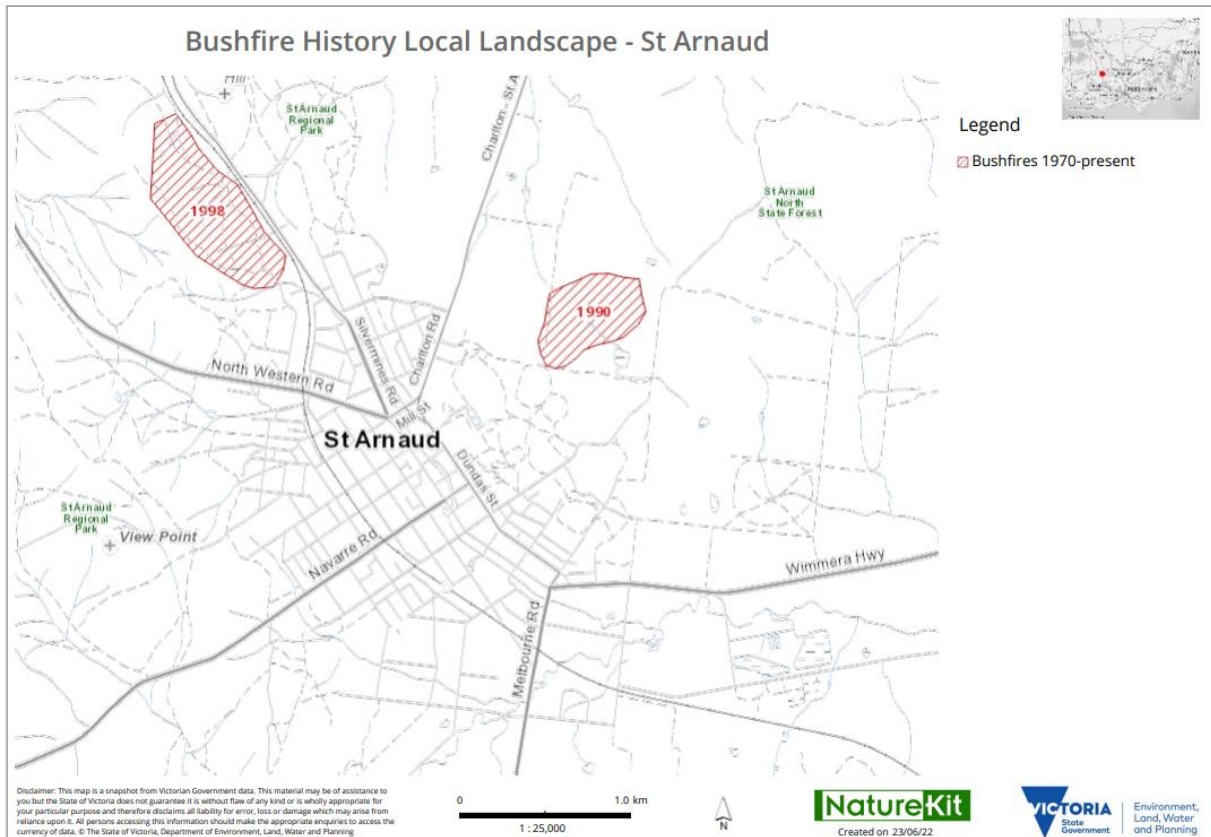 Bushfire History Local Landscape - St Arnaud
Hill
St Arnaud
Regional
Park
Charlton - St A
Legend
Bushfires 1970-present
St Arnaud
North
State Forest
1998
1990
Silvermines Rd
Charlton Rd
North Western Rd
Mill St
St Arnaud
Dundas St
St Arnaud
Regional
Park
View Point
Navarre Rd
Wimmera Hwy
Melbourne Rd
Disclaimer: This map is a snapshot from Victorian Government data. This material may be of assistance to
you but the State of Victoria does not guarantee it is without flaw of any kind or is wholly appropriate for
your particular purpose and therefore disclaims all liability for error, loss or damage which may arise from
reliance upon it. All persons accessing this information should make the appropriate enquiries to access the
currency of data. © The State of Victoria, Department of Environment, Land, Water and Planning
0 1.0 km
1 : 25,000
N
NatureKit
Created on 23/06/22
VICTORIA
State
Government
Environment,
Land, Water
and Planning